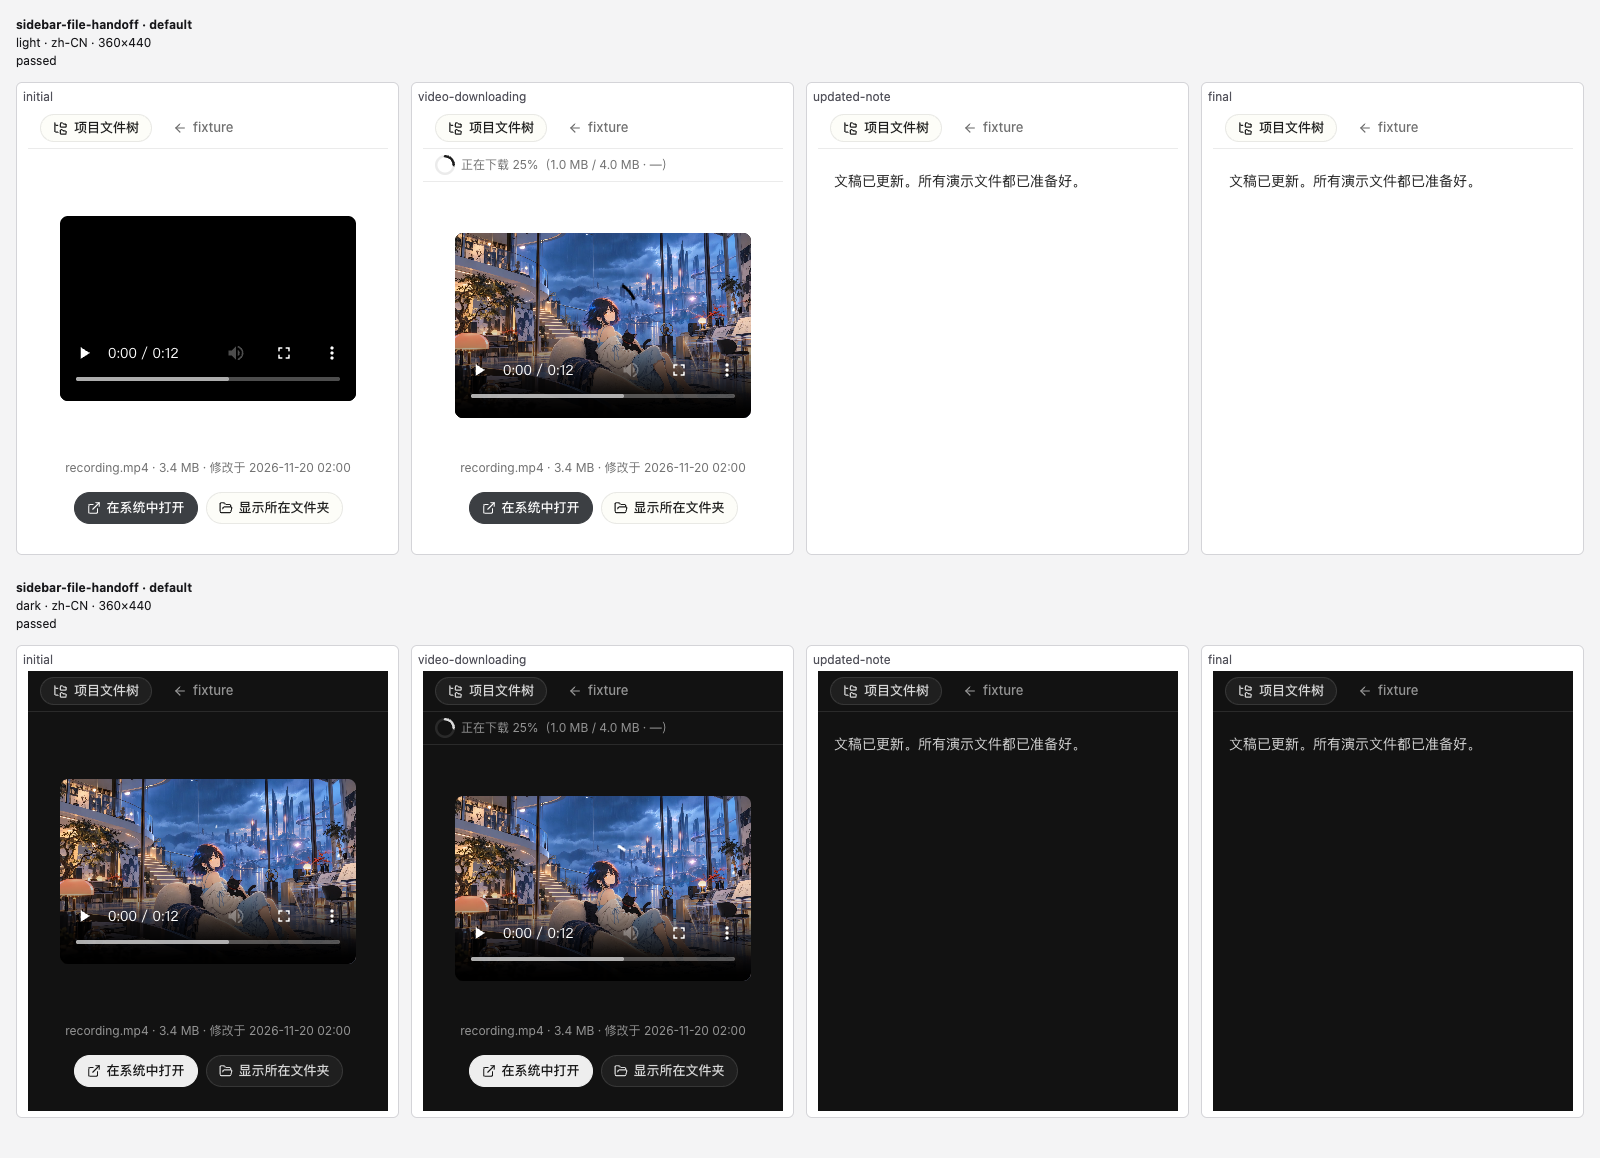 sidebar-file-handoff · default
light · zh-CN · 360×440
passed
initial
项目文件树
fixture
0:00 / 0:12
recording.mp4 · 3.4 MB · 修改于 2026-11-20 02:00
在系统中打开
显示所在文件夹
video-downloading
项目文件树
fixture
正在下载 25% (1.0 MB / 4.0 MB · —)
0:00 / 0:12
recording.mp4 · 3.4 MB · 修改于 2026-11-20 02:00
在系统中打开
显示所在文件夹
updated-note
项目文件树
fixture
文稿已更新。所有演示文件都已准备好。
final
项目文件树
fixture
文稿已更新。所有演示文件都已准备好。
sidebar-file-handoff · default
dark · zh-CN · 360×440
passed
initial
项目文件树
fixture
0:00 / 0:12
recording.mp4 · 3.4 MB · 修改于 2026-11-20 02:00
在系统中打开
显示所在文件夹
video-downloading
项目文件树
fixture
正在下载 25% (1.0 MB / 4.0 MB · —)
0:00 / 0:12
recording.mp4 · 3.4 MB · 修改于 2026-11-20 02:00
在系统中打开
显示所在文件夹
updated-note
项目文件树
fixture
文稿已更新。所有演示文件都已准备好。
final
项目文件树
fixture
文稿已更新。所有演示文件都已准备好。